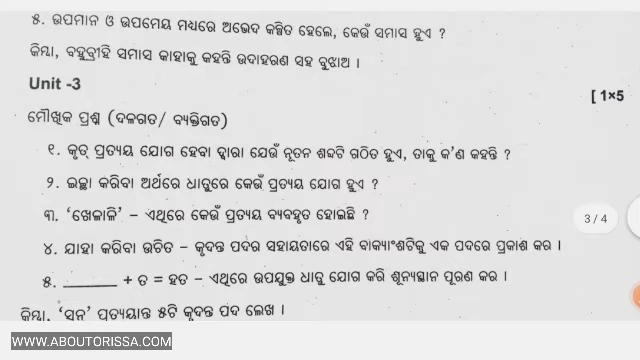 ୫. ଉପମାନ ଓ ଉପମେୟ ମଧ୍ୟରେ ଅଭେଦ କଳ୍ପିତ ହେଲେ, କେଉଁ ସମାସ ହୁଏ ?
କିମ୍ବା, ବହୁବ୍ରୀହି ସମାସ କାହାକୁ କହନ୍ତି ଉଦାହରଣ ସହ ବୁଝାଅ ।
Unit -3
[ 1×5
ମୌଖିକ ପ୍ରଶ୍ନ (ଦଳଗତ/ ବ୍ୟକ୍ତିଗତ)
୧. କୃତ୍ ପ୍ରତ୍ୟୟ ଯୋଗ ହେବା ଦ୍ୱାରା ଯେଉଁ ନୂତନ ଶବ୍ଦଟି ଗଠିତ ହୁଏ, ତାକୁ କ'ଣ କହନ୍ତି ?
୨. ଇଚ୍ଛା କରିବା ଅର୍ଥରେ ଧାତୁରେ କେଉଁ ପ୍ରତ୍ୟୟ ଯୋଗ ହୁଏ ?
୩. 'ଖେଳାଳି' – ଏଥିରେ କେଉଁ ପ୍ରତ୍ୟୟ ବ୍ୟବହୃତ ହୋଇଛି ?
3 / 4
୪. ଯାହା କରିବା ଉଚିତ – କୃଦନ୍ତ ପଦର ସହାୟତାରେ ଏହି ବାକ୍ୟାଂଶଟିକୁ ଏକ ପଦରେ ପ୍ରକାଶ କର ।
୫. ______ + ତ = ହତ – ଏଥିରେ ଉପଯୁକ୍ତ ଧାତୁ ଯୋଗ କରି ଶୂନ୍ୟସ୍ଥାନ ପୂରଣ କର ।
କିମ୍ବା, 'ସନ୍' ପ୍ରତ୍ୟୟାନ୍ତ ୫ଟି କୃଦନ୍ତ ପଦ ଲେଖ ।
WWW.ABOUTORISSA.COM